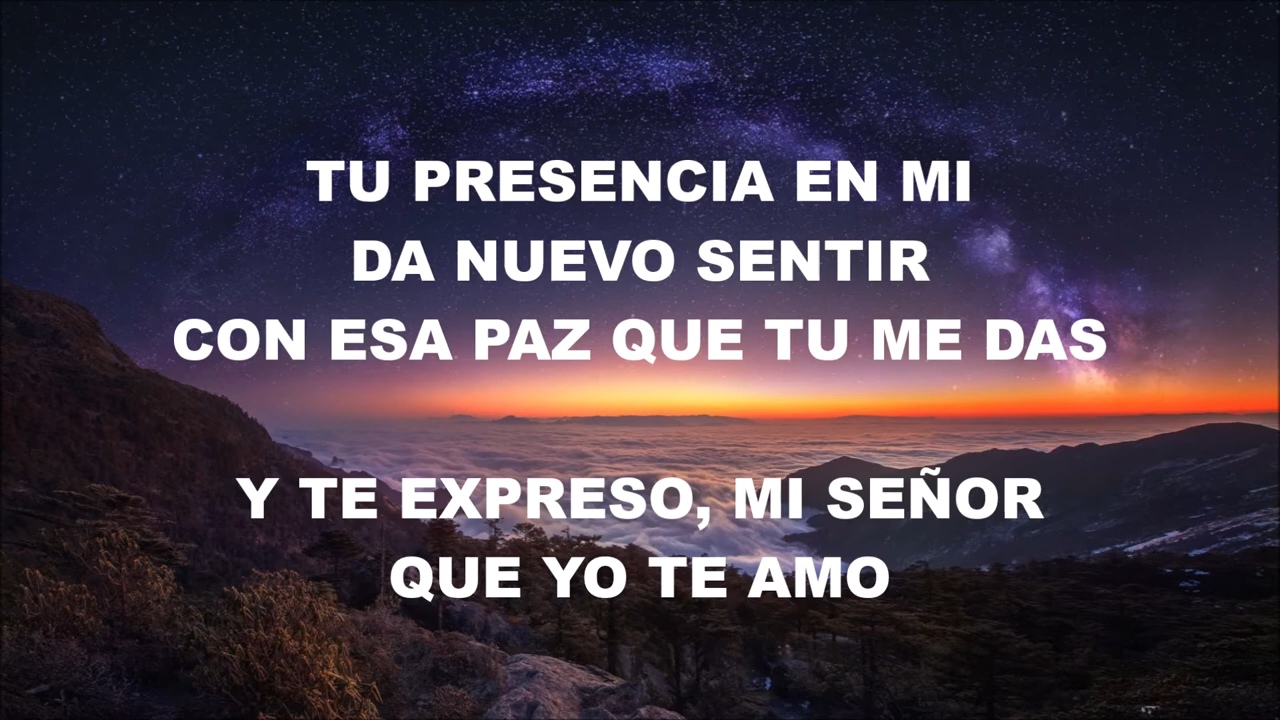 TU PRESENCIA EN MI
DA NUEVO SENTIR
CON ESA PAZ QUE TU ME DAS
Y TE EXPRESO, MI SEÑOR
QUE YO TE AMO